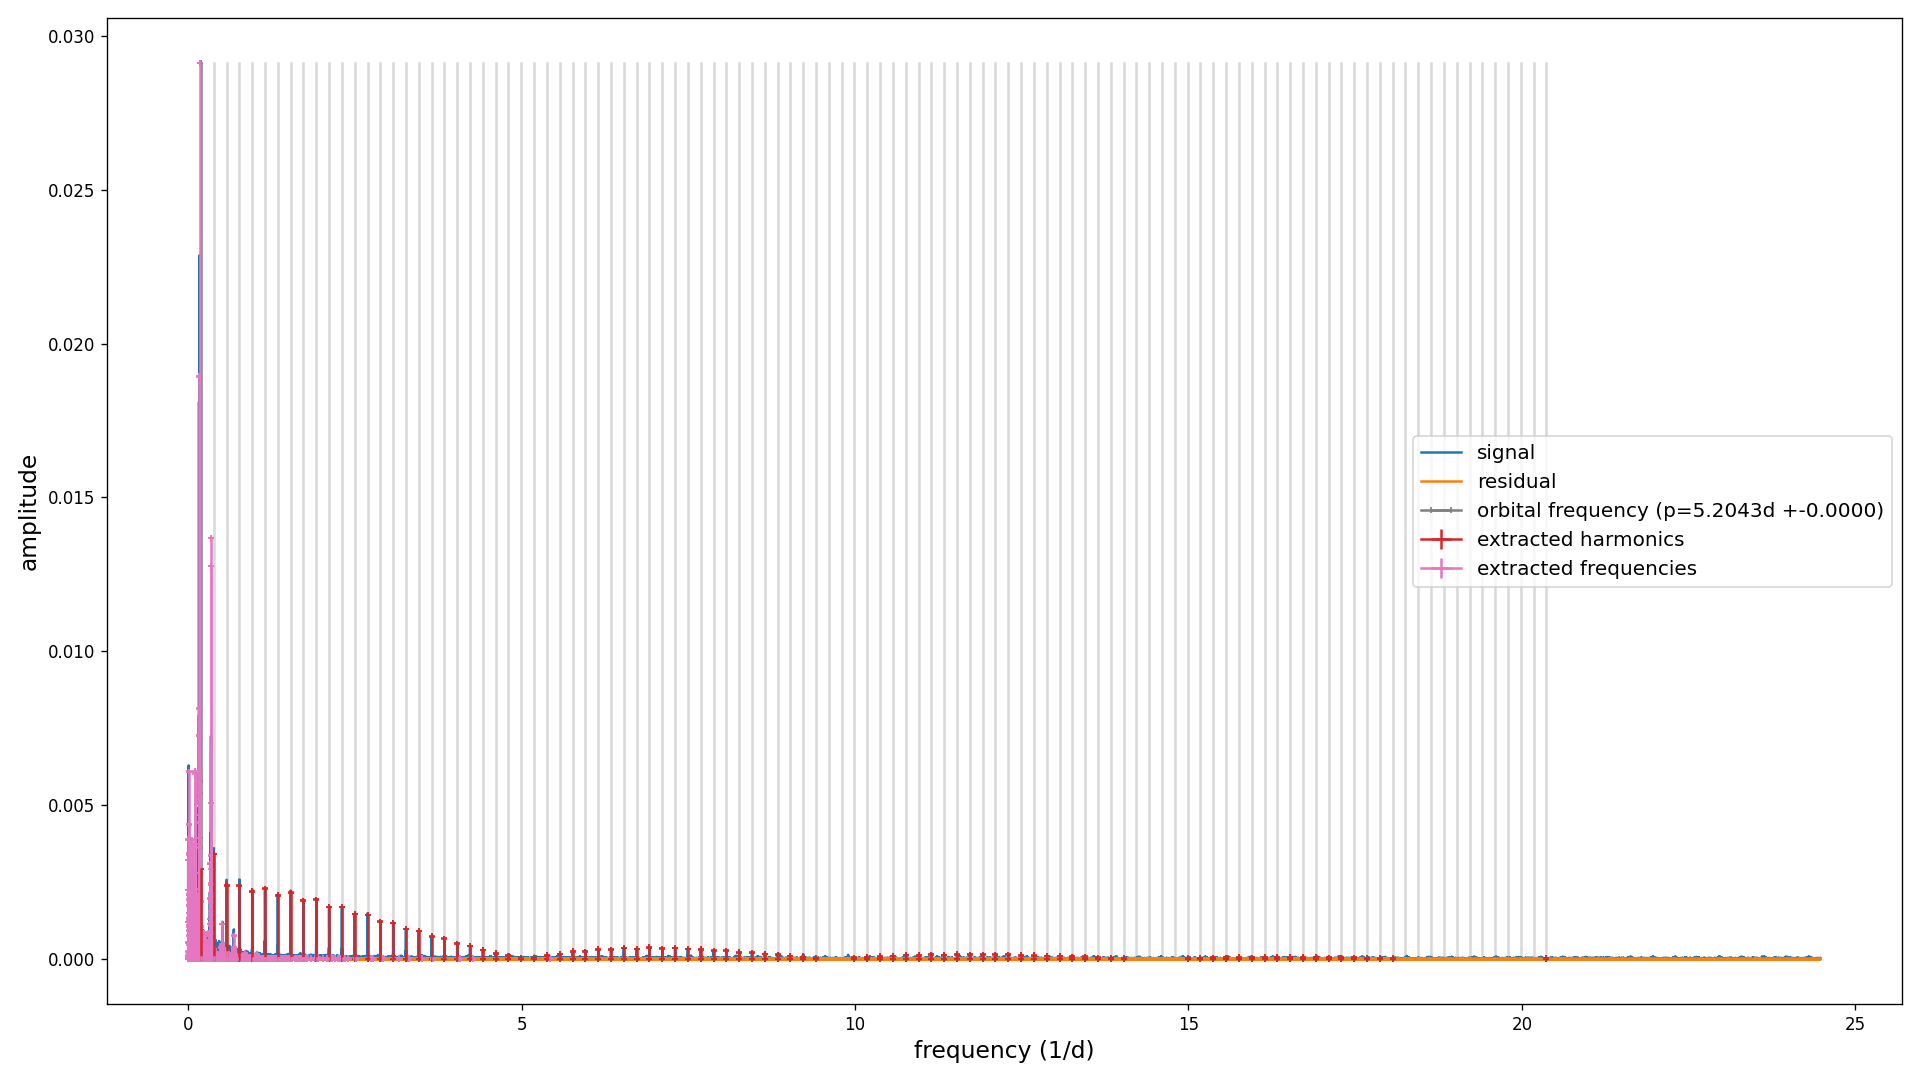 0.030
0.025
0.020
0.015
0.010
0.005
0.000
amplitude
signal
residual
orbital frequency (p=5.2043d +-0.0000)
extracted harmonics
extracted frequencies
0 5 10 15 20 25
frequency (1/d)